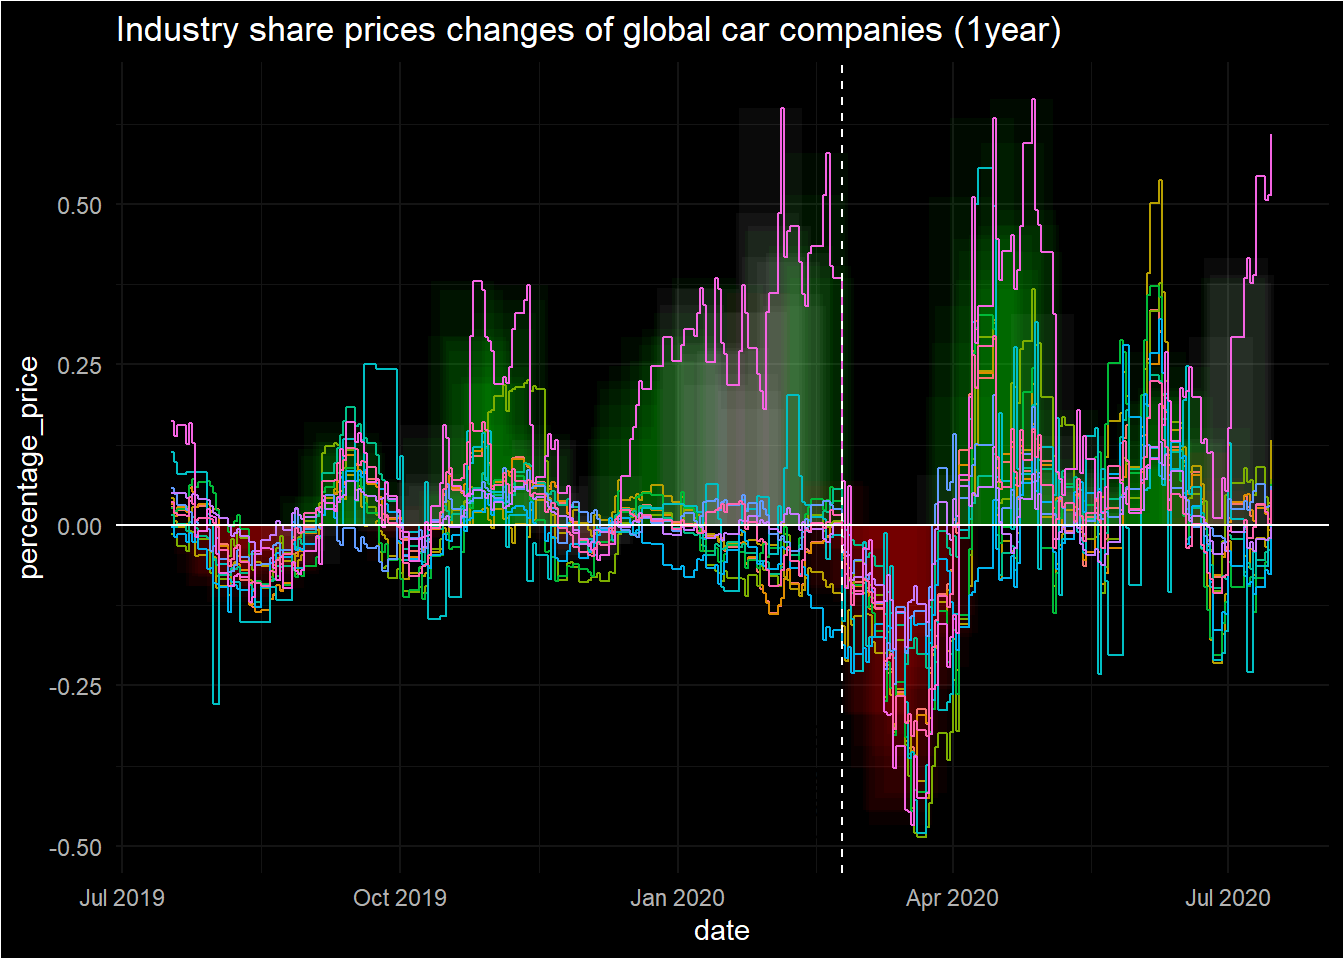 Industry share prices changes of global car companies (1year)
percentage_price
0.50
0.25
0.00
-0.25
-0.50
Jul 2019
Oct 2019
Jan 2020
Apr 2020
Jul 2020
date